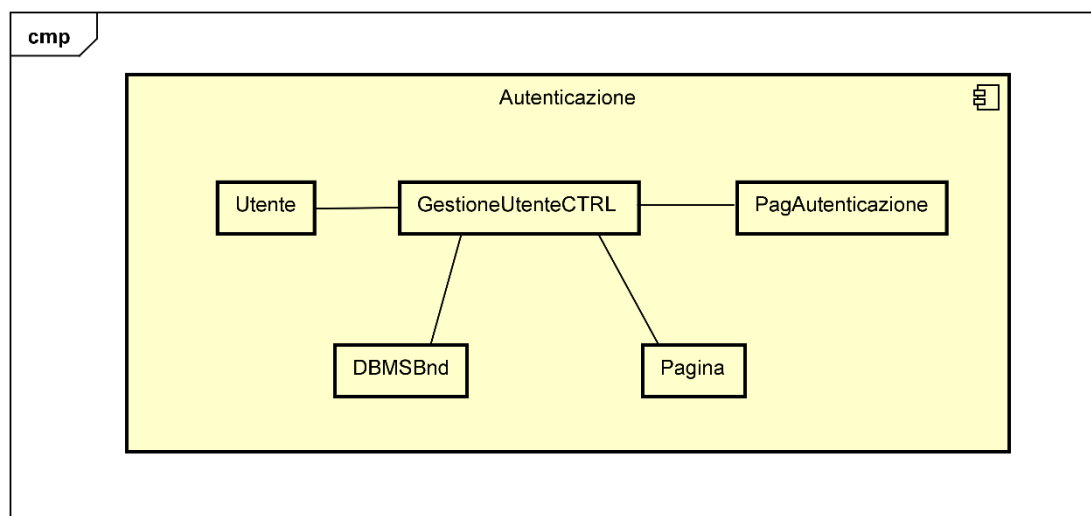 cmp
Autenticazione
Utente
GestioneUtenteCTRL
PagAutenticazione
DBMSBnd
Pagina